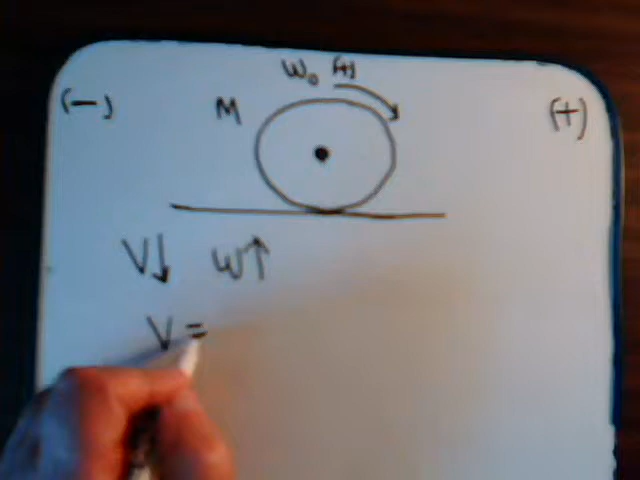 ω₀ (+)
(-) M (+)
V↓ ω↑
V =